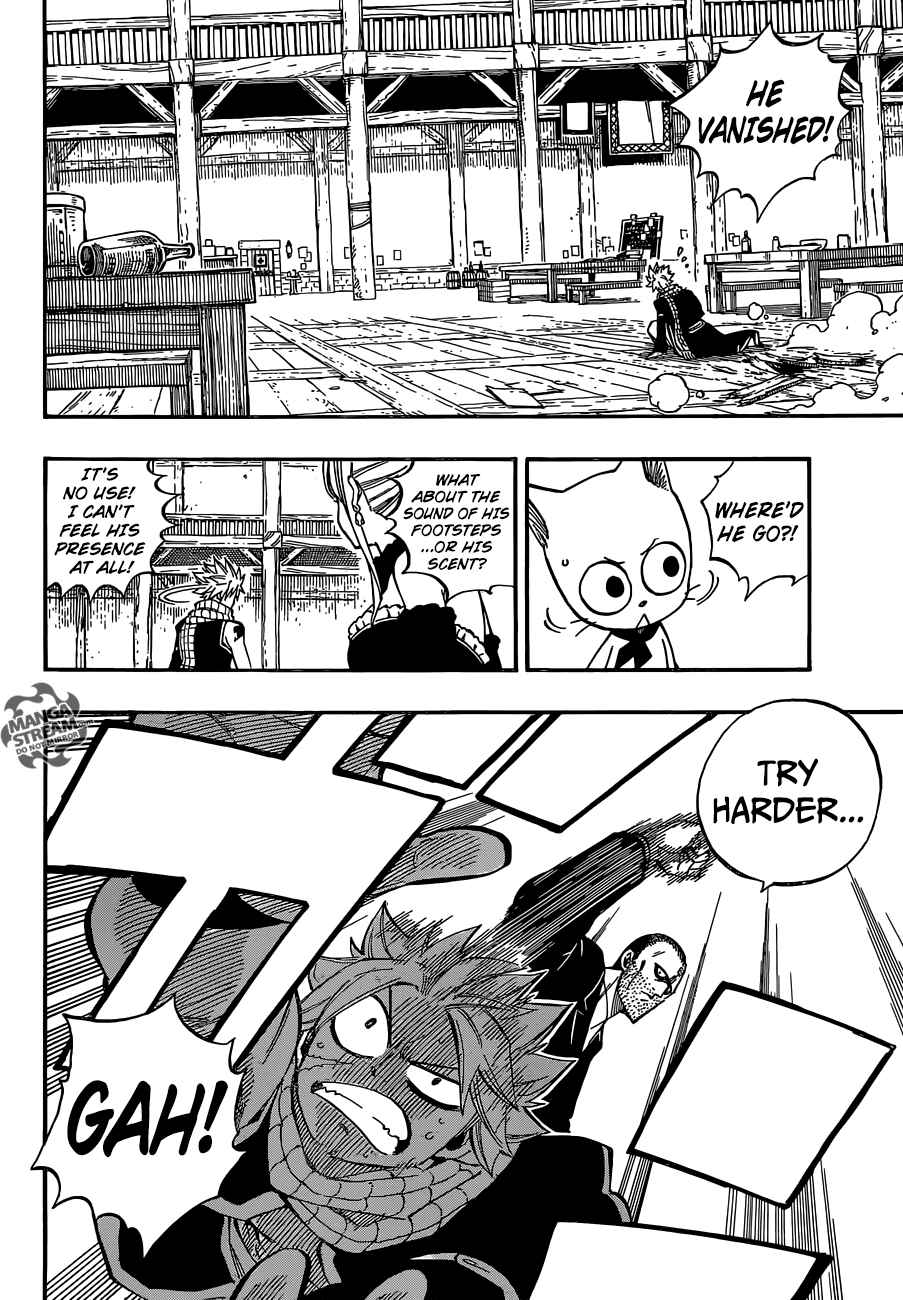 HE
VANISHED!
IT'S
NO USE!
I CAN'T
FEEL HIS
PRESENCE
AT ALL!
WHAT
ABOUT THE
SOUND OF HIS
FOOTSTEPS
...OR HIS
SCENT?
WHERE'D
HE GO?!
MANGA
STREAM.com
DO NOT MIRROR
TRY
HARDER...
GAH!